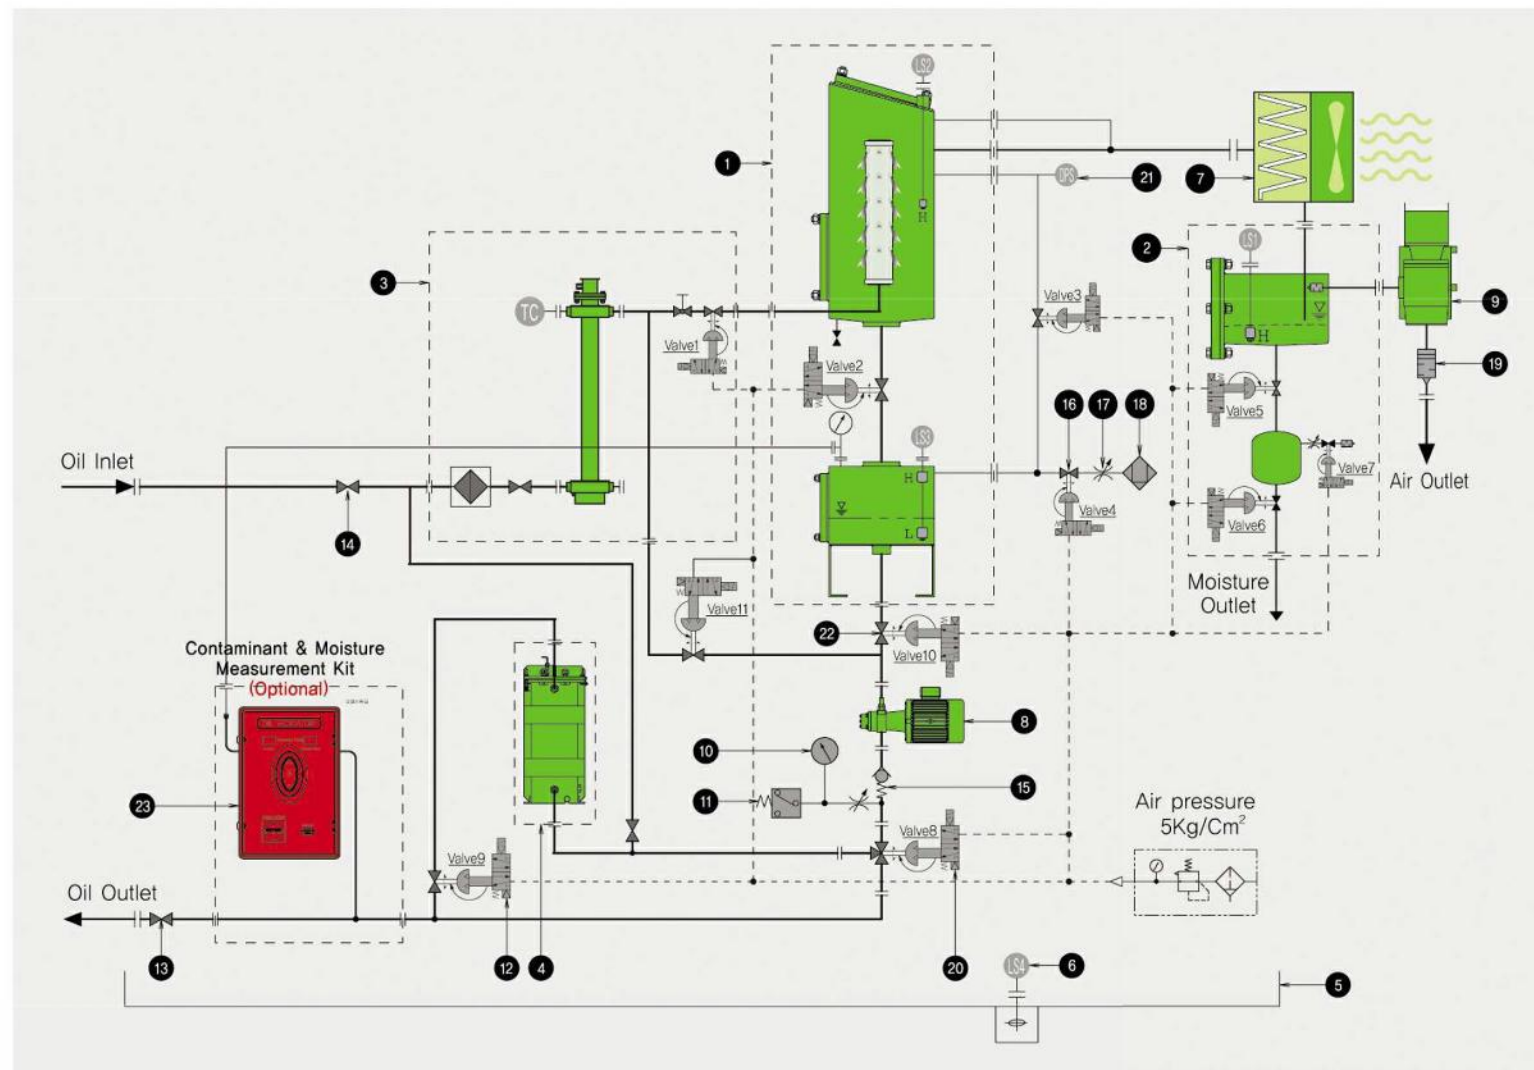 LS2
1
DPS
21
7
2
LS1
3
Valve3
9
TC
H
Valve1
H
Valve2
19
16
17
18
Valve5
LS3
Oil Inlet
Valve7
H
Air Outlet
Valve4
Valve6
L
14
Moisture
Outlet
Valve11
22
Contaminant & Moisture
Measurement Kit
(Optional)
Valve10
8
10
11
15
23
Air pressure
5Kg/Cm²
Valve8
Valve9
Oil Outlet
13
12
4
20
LS4
6
5